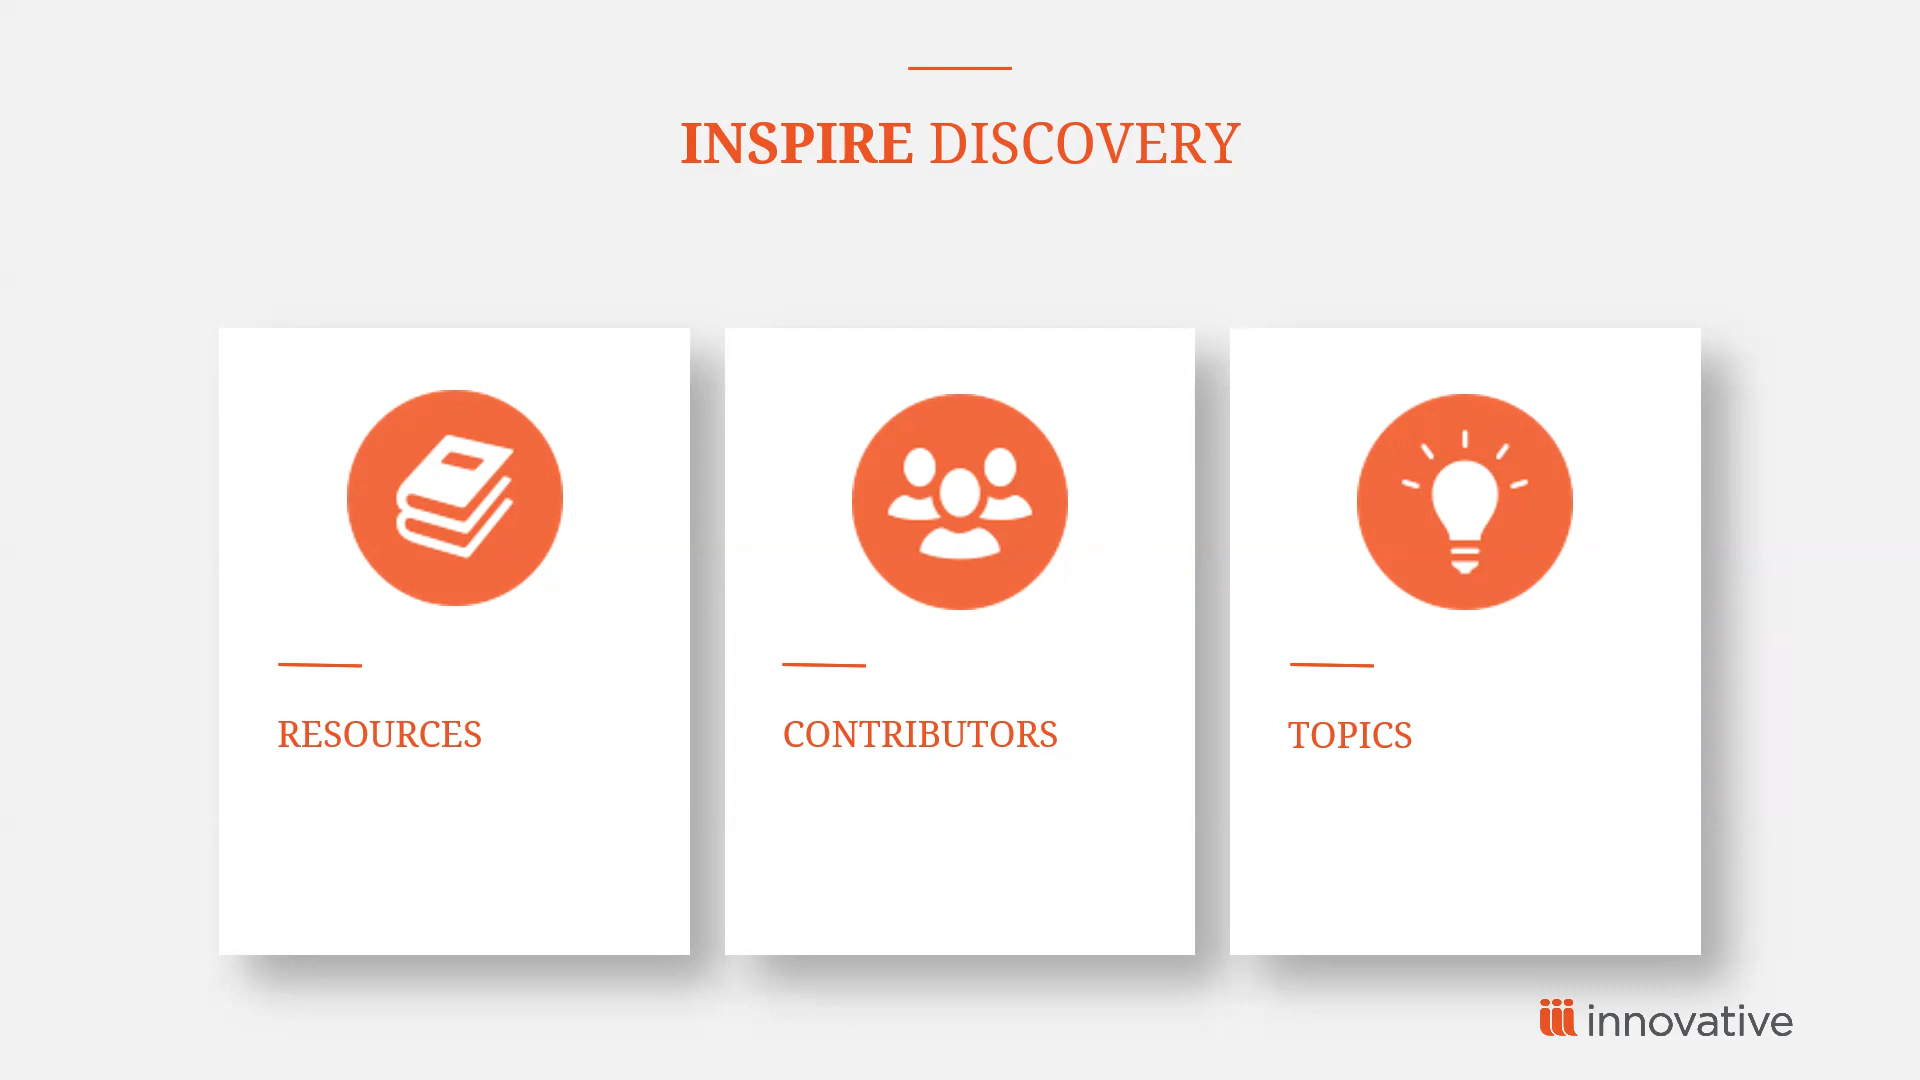 INSPIRE DISCOVERY
RESOURCES
CONTRIBUTORS
TOPICS
innovative